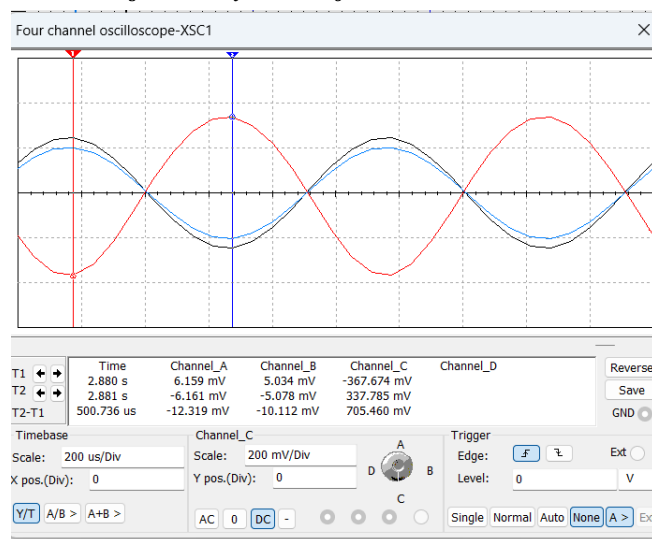 Four channel oscilloscope-XSC1
1 2
Time Channel_A Channel_B Channel_C Channel_D
T1 2.880 s 6.159 mV 5.034 mV -367.674 mV
T2 2.881 s -6.161 mV -5.078 mV 337.785 mV
T2-T1 500.736 us -12.319 mV -10.112 mV 705.460 mV
Reverse
Save
GND
Timebase Channel_C Trigger
Scale: 200 us/Div Scale: 200 mV/Div A Edge: Ext
X pos.(Div): 0 Y pos.(Div): 0 D B Level: 0 V
C
Y/T A/B > A+B > AC 0 DC - Single Normal Auto None A > Ex